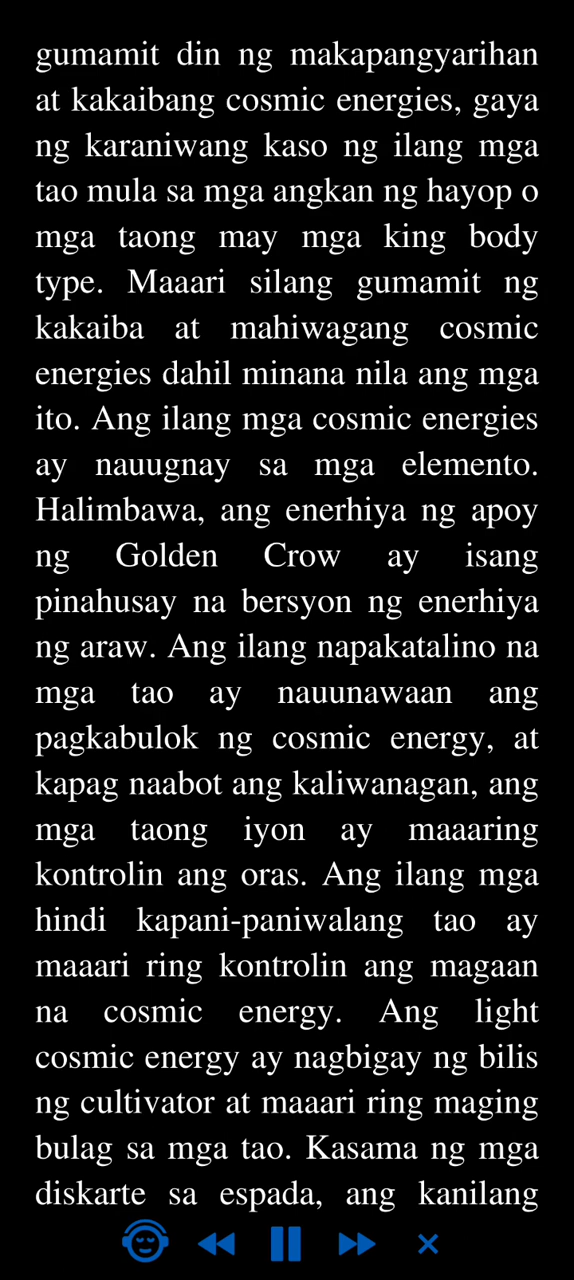 gumamit din ng makapangyarihan
at kakaibang cosmic energies, gaya
ng karaniwang kaso ng ilang mga
tao mula sa mga angkan ng hayop o
mga taong may mga king body
type. Maaari silang gumamit ng
kakaiba at mahiwagang cosmic
energies dahil minana nila ang mga
ito. Ang ilang mga cosmic energies
ay nauugnay sa mga elemento.
Halimbawa, ang enerhiya ng apoy
ng Golden Crow ay isang
pinahusay na bersyon ng enerhiya
ng araw. Ang ilang napakatalino na
mga tao ay nauunawaan ang
pagkabulok ng cosmic energy, at
kapag naabot ang kaliwanagan, ang
mga taong iyon ay maaaring
kontrolin ang oras. Ang ilang mga
hindi kapani-paniwalang tao ay
maaari ring kontrolin ang magaan
na cosmic energy. Ang light
cosmic energy ay nagbigay ng bilis
ng cultivator at maaari ring maging
bulag sa mga tao. Kasama ng mga
diskarte sa espada, ang kanilang